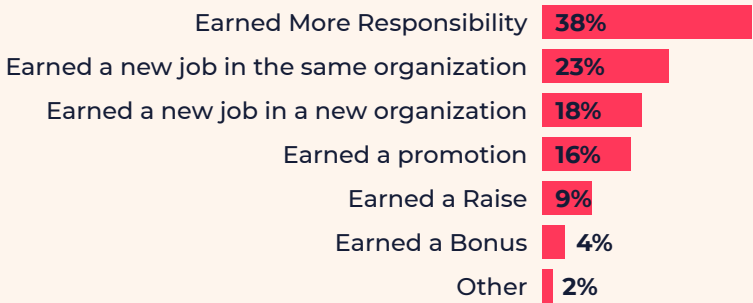 Earned More Responsibility 38%
Earned a new job in the same organization 23%
Earned a new job in a new organization 18%
Earned a promotion 16%
Earned a Raise 9%
Earned a Bonus 4%
Other 2%